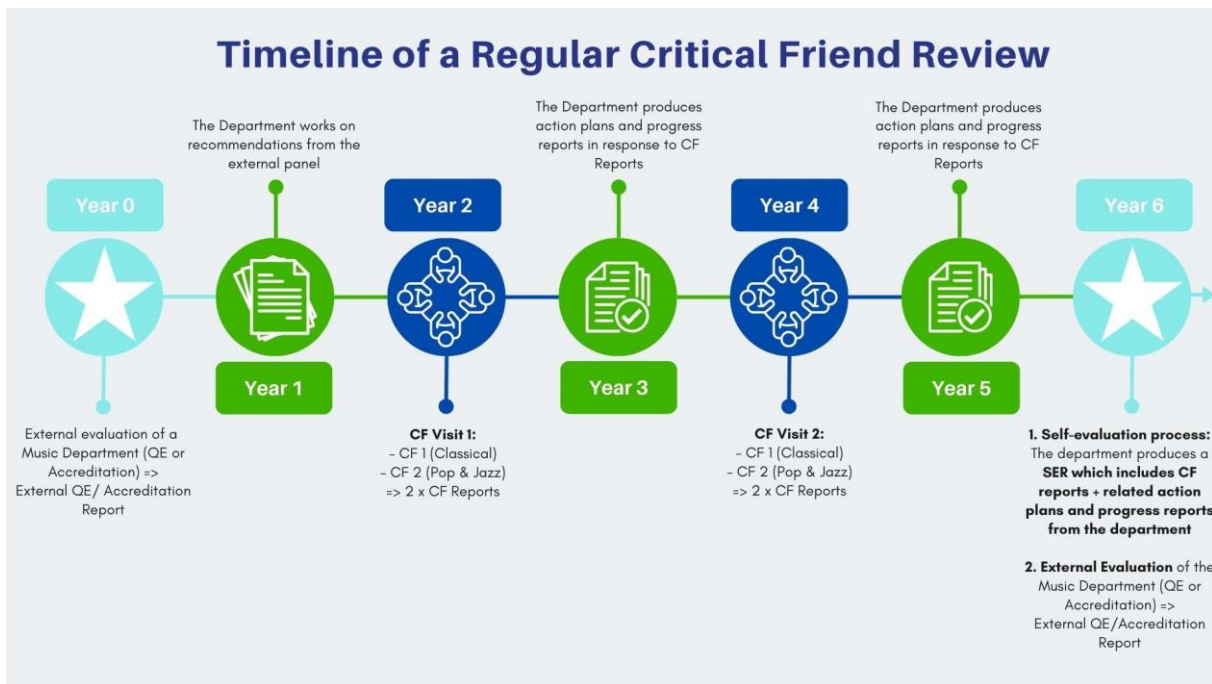 Timeline of a Regular Critical Friend Review
Year 0
External evaluation of a
Music Department (QE or
Accreditation) =>
External QE/ Accreditation
Report
The Department works on
recommendations from the
external panel
Year 1
Year 2
CF Visit 1:
- CF 1 (Classical)
- CF 2 (Pop & Jazz)
=> 2 x CF Reports
The Department produces
action plans and progress
reports in response to CF
Reports
Year 3
Year 4
CF Visit 2:
- CF 1 (Classical)
- CF 2 (Pop & Jazz)
=> 2 x CF Reports
The Department produces
action plans and progress
reports in response to CF
Reports
Year 5
Year 6
1. Self-evaluation process:
The department produces a
SER which includes CF
reports + related action
plans and progress reports
from the department
2. External Evaluation of the
Music Department (QE or
Accreditation) =>
External QE/Accreditation
Report